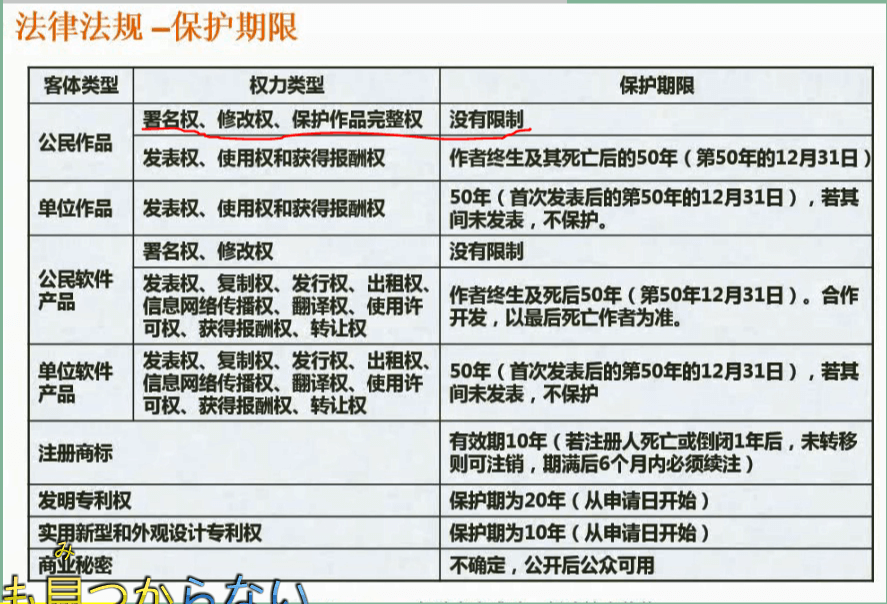 法律法规 –保护期限
客体类型 权力类型 保护期限
公民作品
署名权、修改权、保护作品完整权 没有限制
发表权、使用权和获得报酬权 作者终生及其死亡后的50年（第50年的12月31日）
单位作品 发表权、使用权和获得报酬权
50年（首次发表后的第50年的12月31日），若其
间未发表，不保护。
公民软件
产品
署名权、修改权 没有限制
发表权、复制权、发行权、出租权、
信息网络传播权、翻译权、使用许
可权、获得报酬权、转让权
作者终生及死后50年（第50年12月31日）。合作
开发，以最后死亡作者为准。
单位软件
产品
发表权、复制权、发行权、出租权、
信息网络传播权、翻译权、使用许
可权、获得报酬权、转让权
50年（首次发表后的第50年的12月31日），若其
间未发表，不保护
注册商标
有效期10年（若注册人死亡或倒闭1年后，未转移
则可注销，期满后6个月内必须续注）
发明专利权 保护期为20年（从申请日开始）
实用新型和外观设计专利权 保护期为10年（从申请日开始）
商业秘密 不确定，公开后公众可用
み
も見つからない